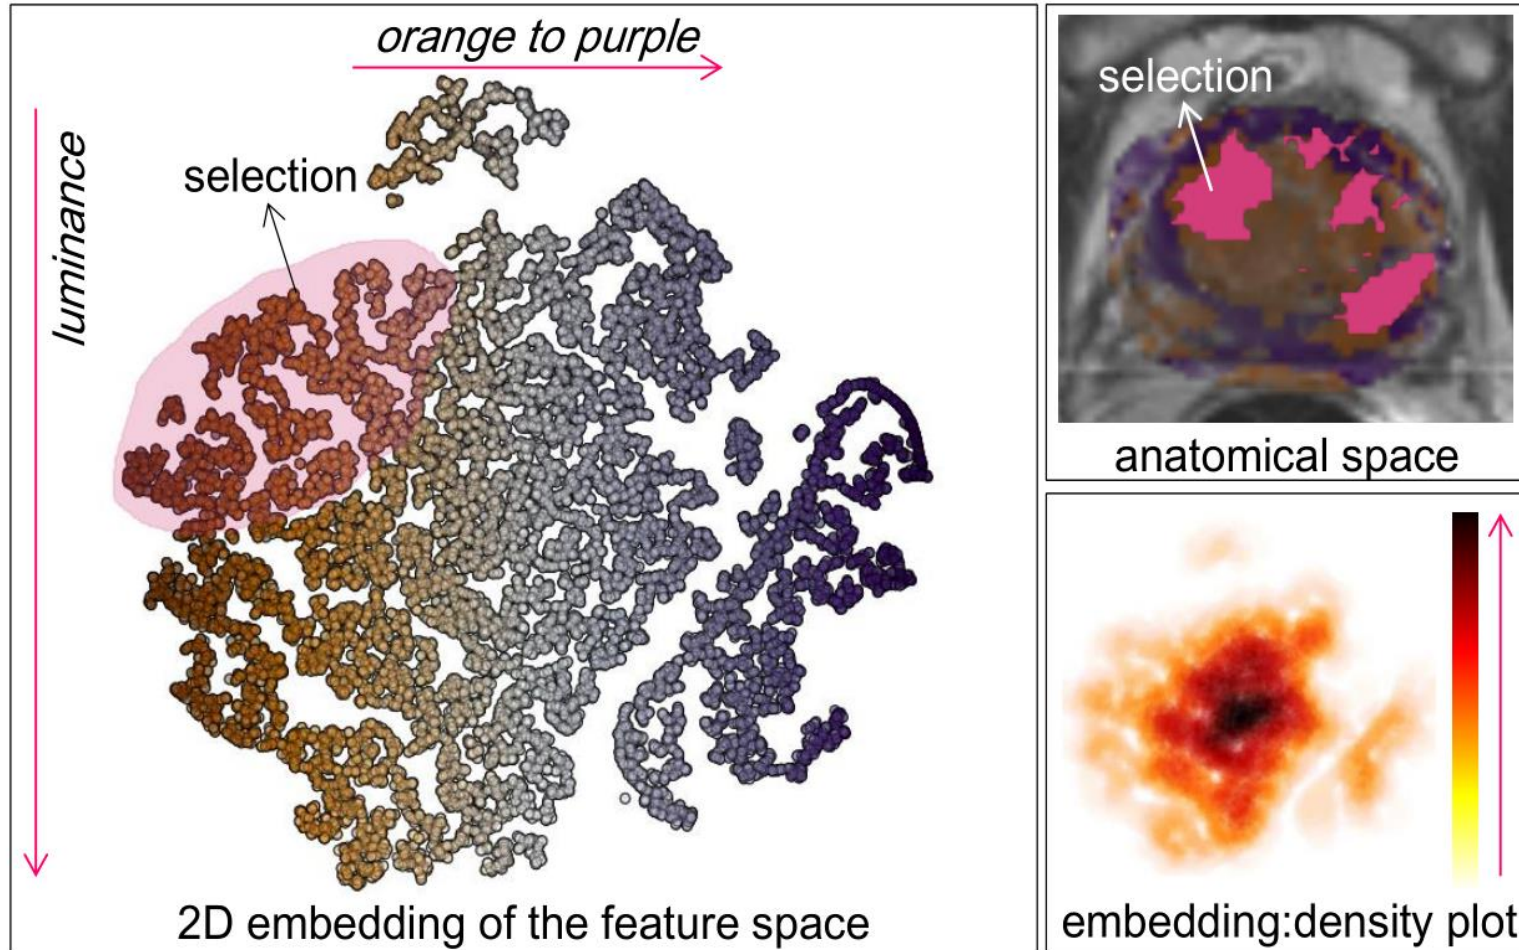 orange to purple
luminance
selection
2D embedding of the feature space
selection
anatomical space
embedding:density plot